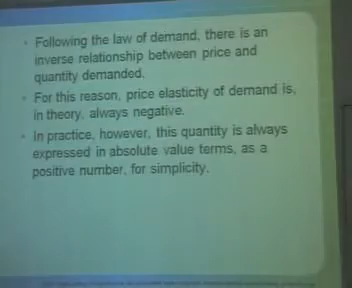 • Following the law of demand, there is an
inverse relationship between price and
quantity demanded.
• For this reason, price elasticity of demand is,
in theory, always negative.
• In practice, however, this quantity is always
expressed in absolute value terms, as a
positive number, for simplicity.